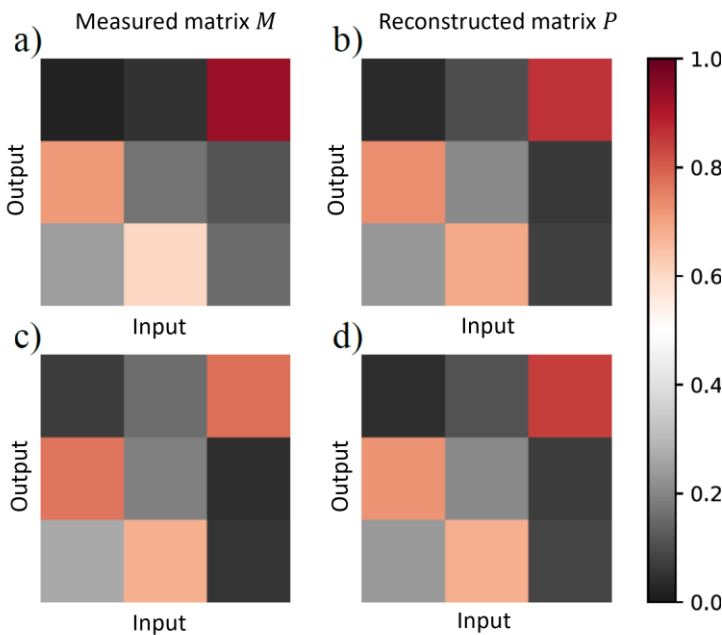 Measured matrix M
Reconstructed matrix P
a)
b)
Output
Output
Input
Input
c)
d)
Output
Output
Input
Input
1.0
0.8
0.6
0.4
0.2
0.0